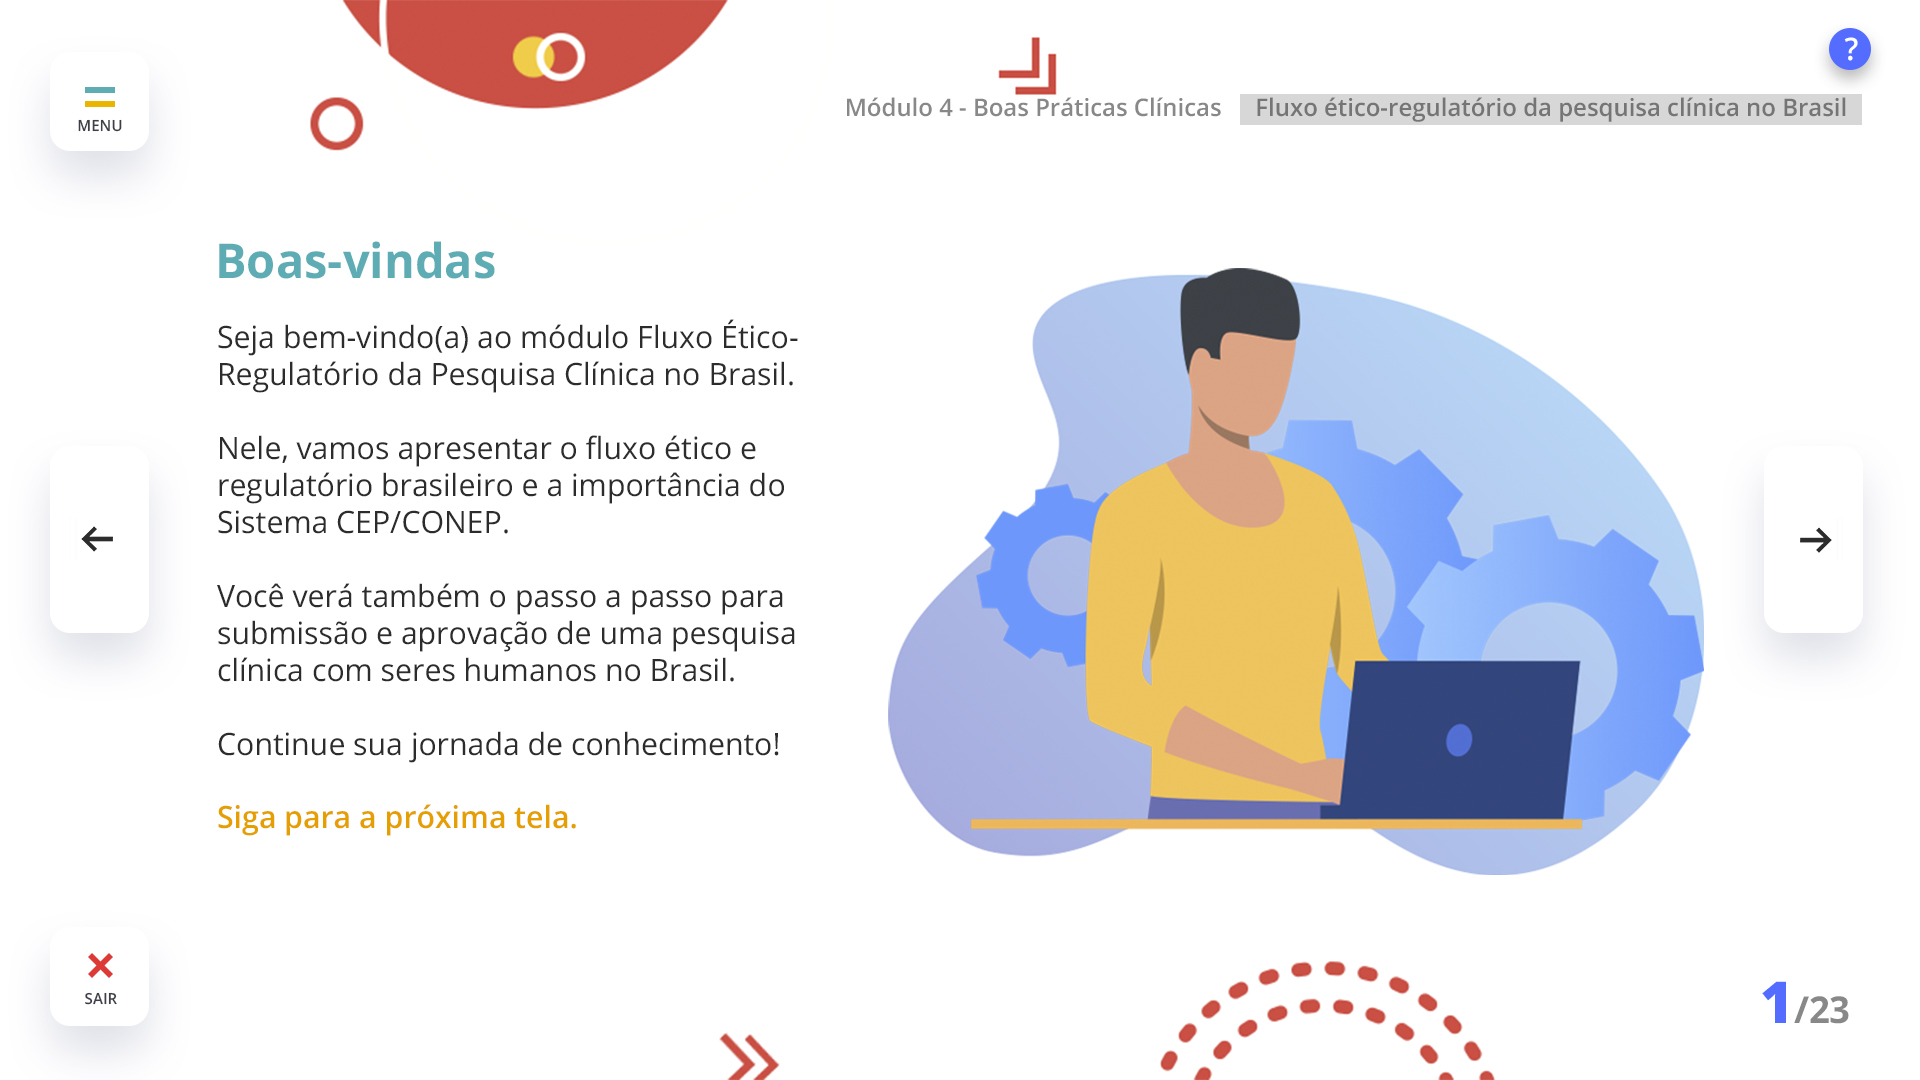 ?
MENU
Módulo 4 - Boas Práticas Clínicas
Fluxo ético-regulatório da pesquisa clínica no Brasil
Boas-vindas
Seja bem-vindo(a) ao módulo Fluxo Ético-
Regulatório da Pesquisa Clínica no Brasil.
Nele, vamos apresentar o fluxo ético e
regulatório brasileiro e a importância do
Sistema CEP/CONEP.
Você verá também o passo a passo para
submissão e aprovação de uma pesquisa
clínica com seres humanos no Brasil.
Continue sua jornada de conhecimento!
Siga para a próxima tela.
SAIR
1/23